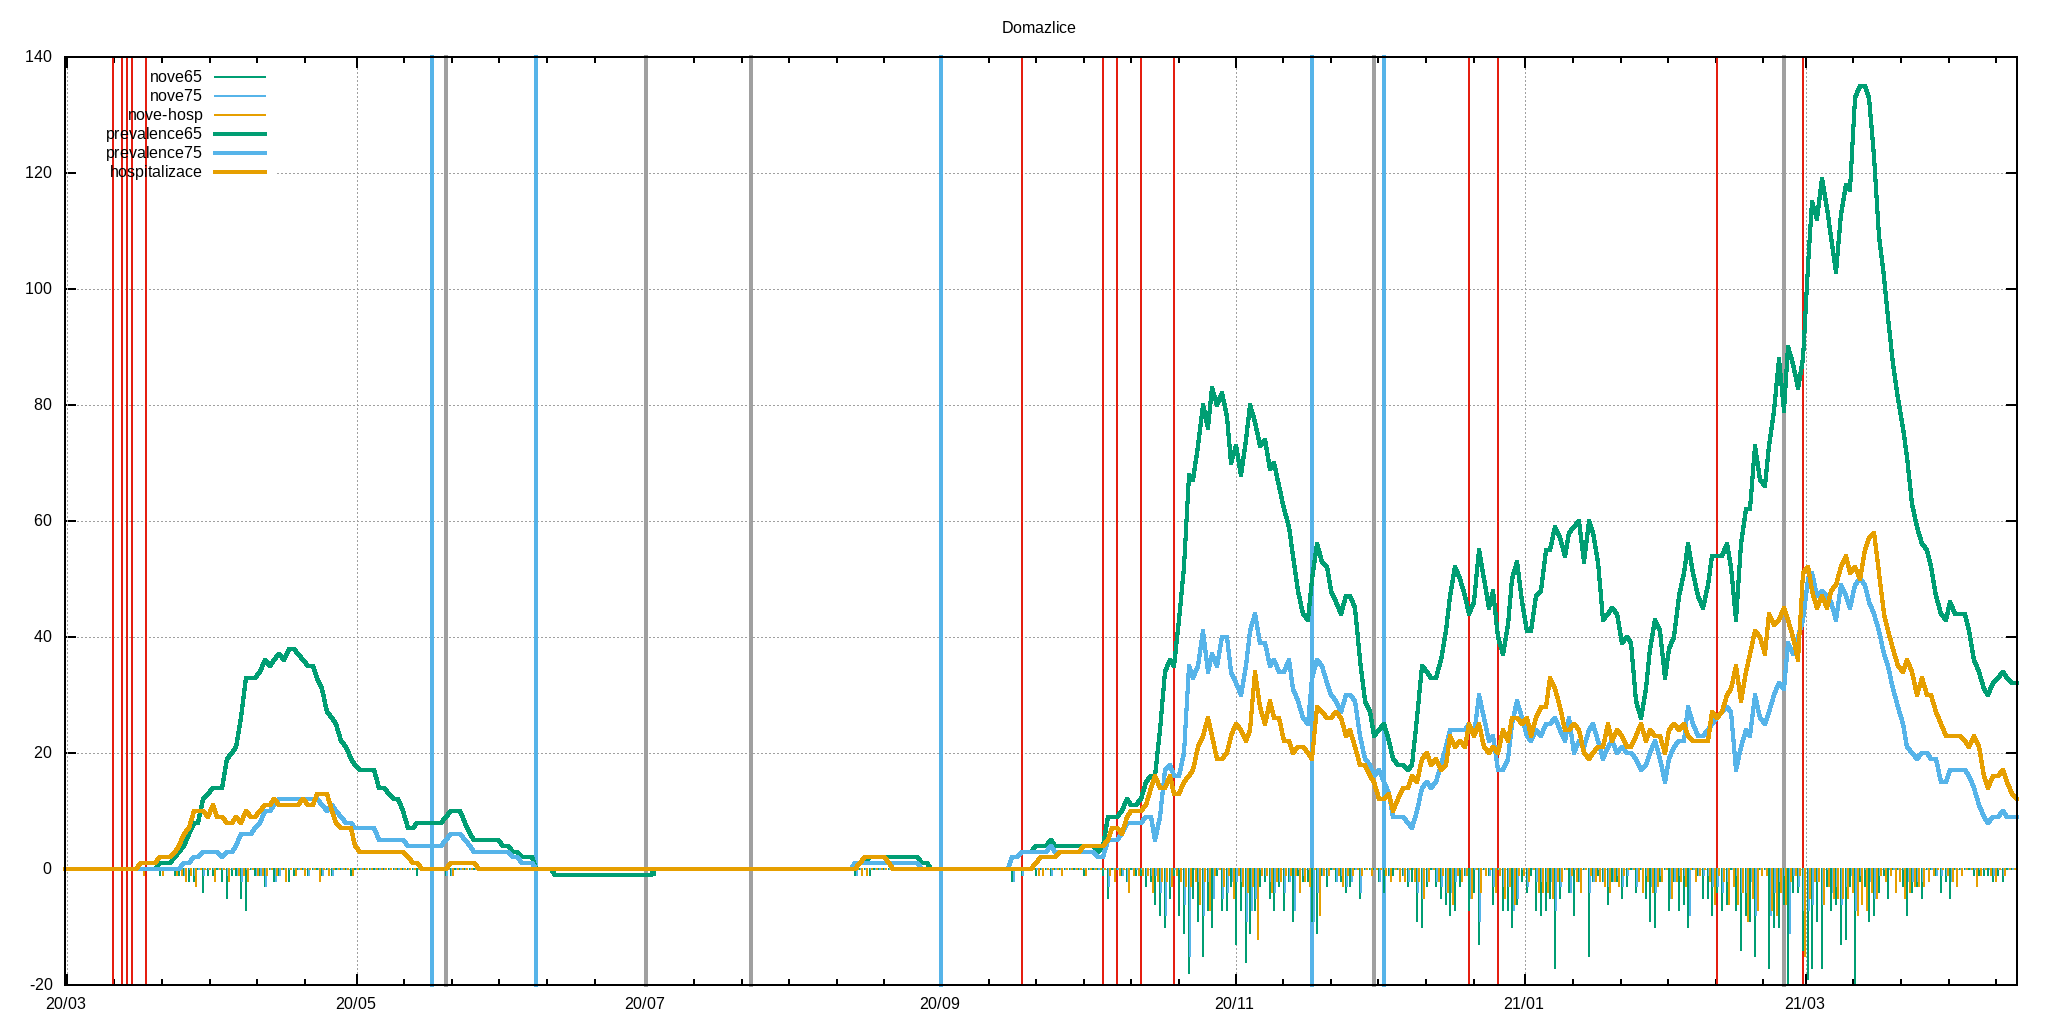 Domazlice
140
nove65
nove75
nove-hosp
prevalence65
prevalence75
hospitalizace
120
100
80
60
40
20
0
-20
20/03 20/05 20/07 20/09 20/11 21/01 21/03